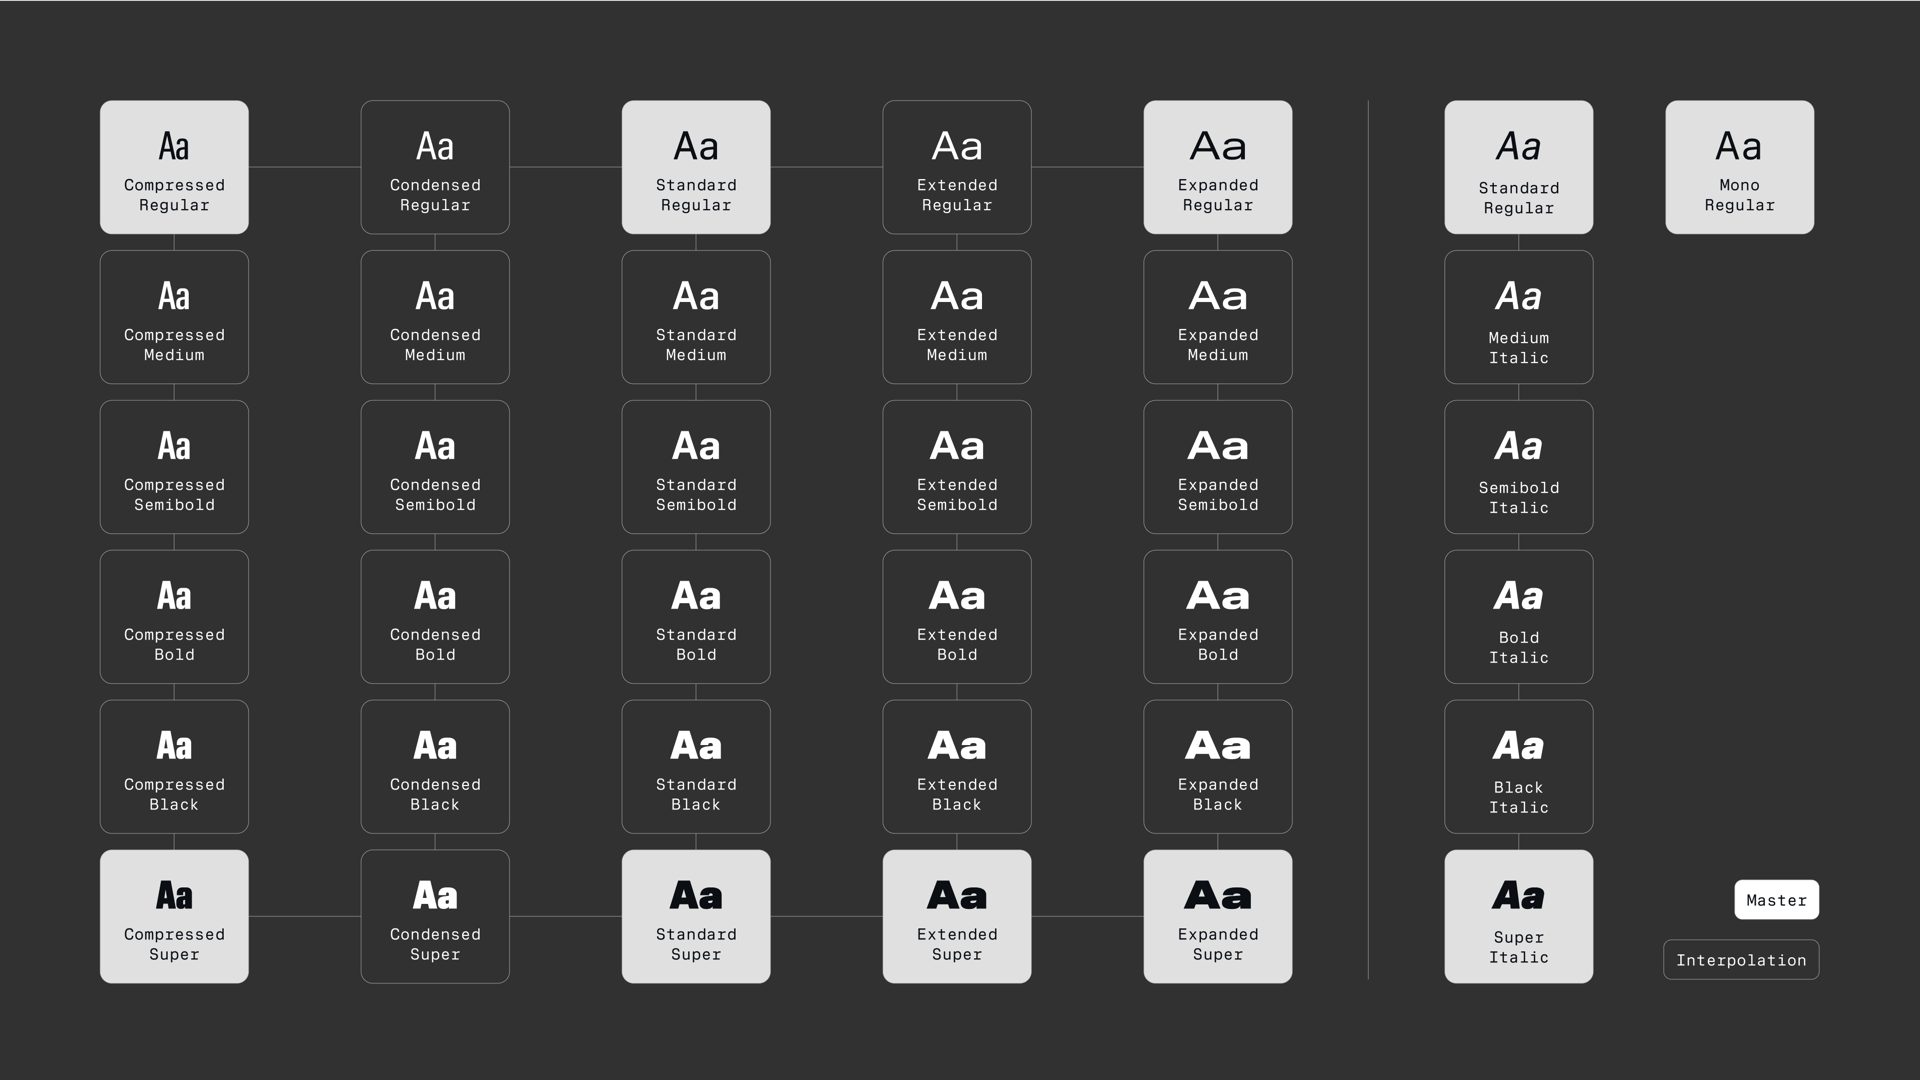 Aa
Compressed
Regular
Aa
Condensed
Regular
Aa
Standard
Regular
Aa
Extended
Regular
Aa
Expanded
Regular
Aa
Standard
Regular
Aa
Mono
Regular
Aa
Compressed
Medium
Aa
Condensed
Medium
Aa
Standard
Medium
Aa
Extended
Medium
Aa
Expanded
Medium
Aa
Medium
Italic
Aa
Compressed
Semibold
Aa
Condensed
Semibold
Aa
Standard
Semibold
Aa
Extended
Semibold
Aa
Expanded
Semibold
Aa
Semibold
Italic
Aa
Compressed
Bold
Aa
Condensed
Bold
Aa
Standard
Bold
Aa
Extended
Bold
Aa
Expanded
Bold
Aa
Bold
Italic
Aa
Compressed
Black
Aa
Condensed
Black
Aa
Standard
Black
Aa
Extended
Black
Aa
Expanded
Black
Aa
Black
Italic
Aa
Compressed
Super
Aa
Condensed
Super
Aa
Standard
Super
Aa
Extended
Super
Aa
Expanded
Super
Aa
Super
Italic
Master
Interpolation